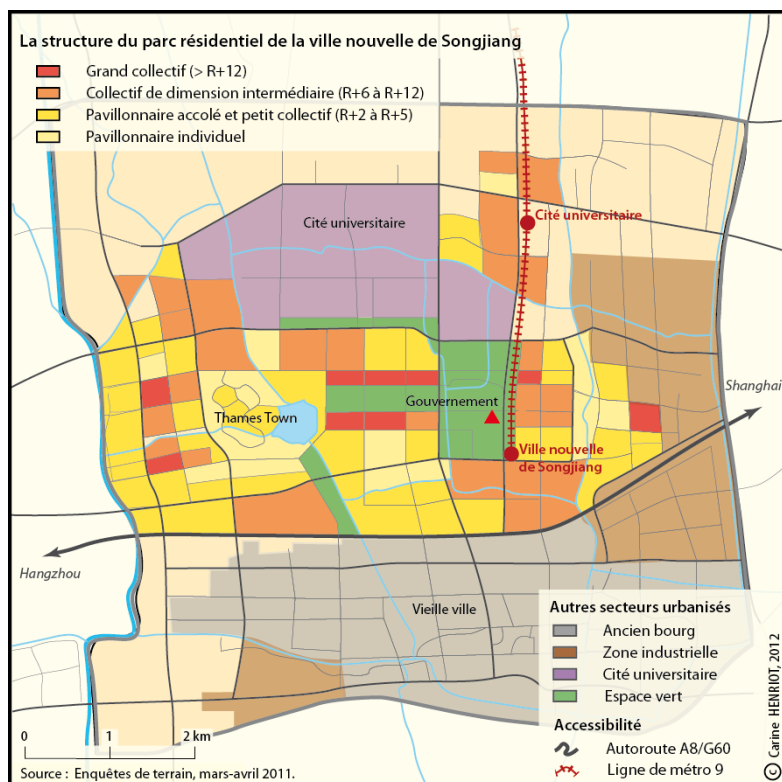 La structure du parc résidentiel de la ville nouvelle de Songjiang
Grand collectif (> R+12)
Collectif de dimension intermédiaire (R+6 à R+12)
Pavillonnaire accolé et petit collectif (R+2 à R+5)
Pavillonnaire individuel
Cité universitaire
Cité universitaire
Shanghai
Gouvernement
Thames Town
Ville nouvelle
de Songjiang
Hangzhou
Vieille ville
Autres secteurs urbanisés
Ancien bourg
Zone industrielle
Cité universitaire
Espace vert
Accessibilité
Autoroute A8/G60
Ligne de métro 9
0 1 2 km
Source : Enquêtes de terrain, mars-avril 2011.
© Carine HENRIOT, 2012